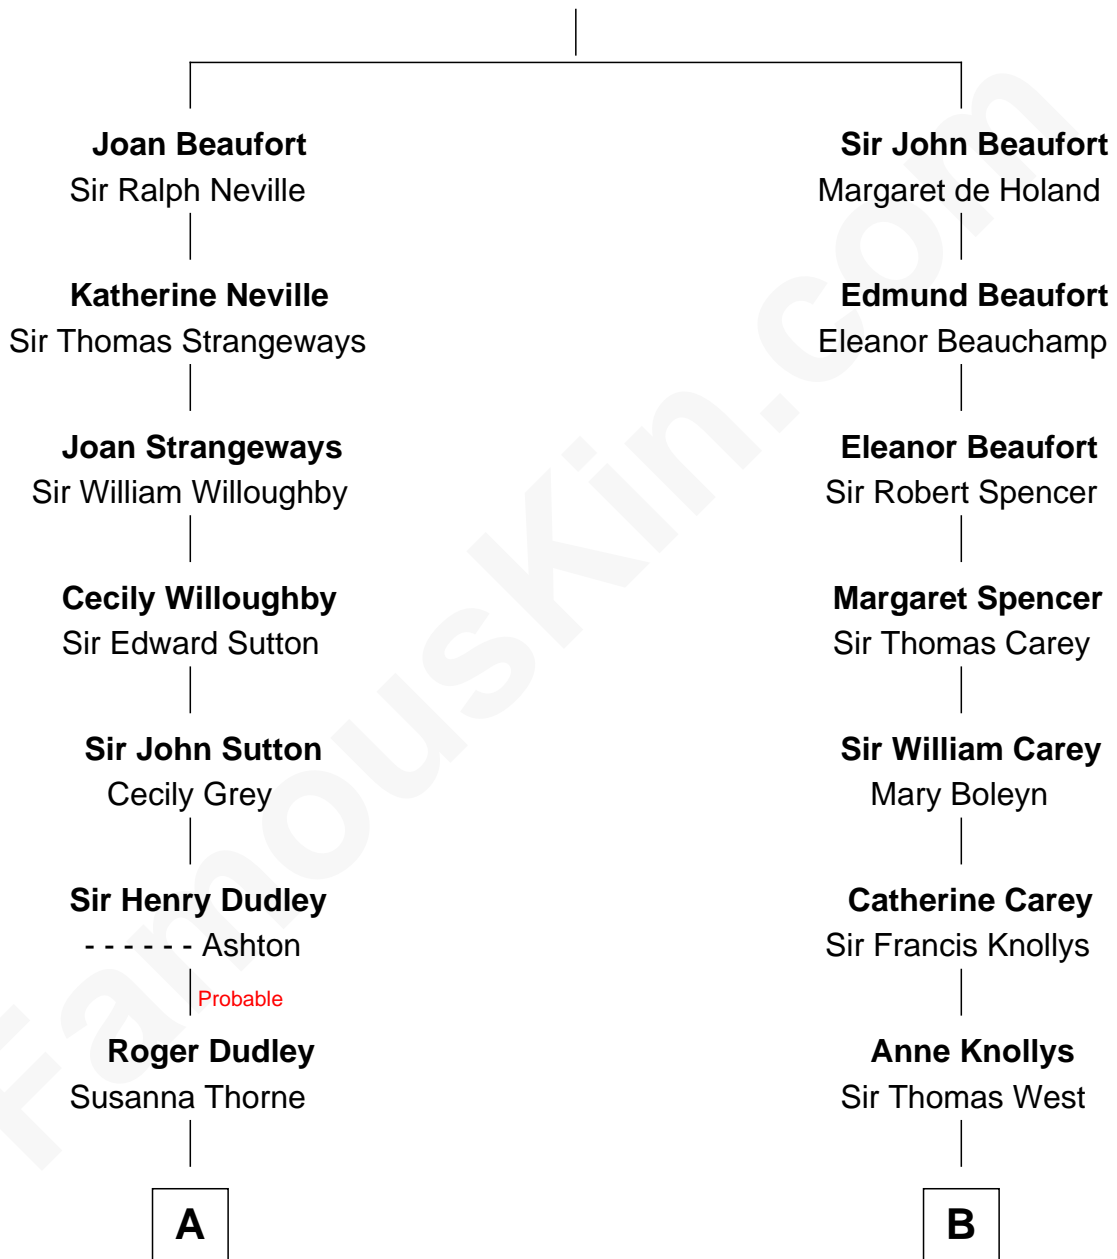 Joan Beaufort
Sir Ralph Neville
Katherine Neville
Sir Thomas Strangeways
Joan Strangeways
Sir William Willoughby
Cecily Willoughby
Sir Edward Sutton
Sir John Sutton
Cecily Grey
Sir Henry Dudley
- - - - - - Ashton
Probable
Roger Dudley
Susanna Thorne
A
Sir John Beaufort
Margaret de Holand
Edmund Beaufort
Eleanor Beauchamp
Eleanor Beaufort
Sir Robert Spencer
Margaret Spencer
Sir Thomas Carey
Sir William Carey
Mary Boleyn
Catherine Carey
Sir Francis Knollys
Anne Knollys
Sir Thomas West
B
FamousKin.com